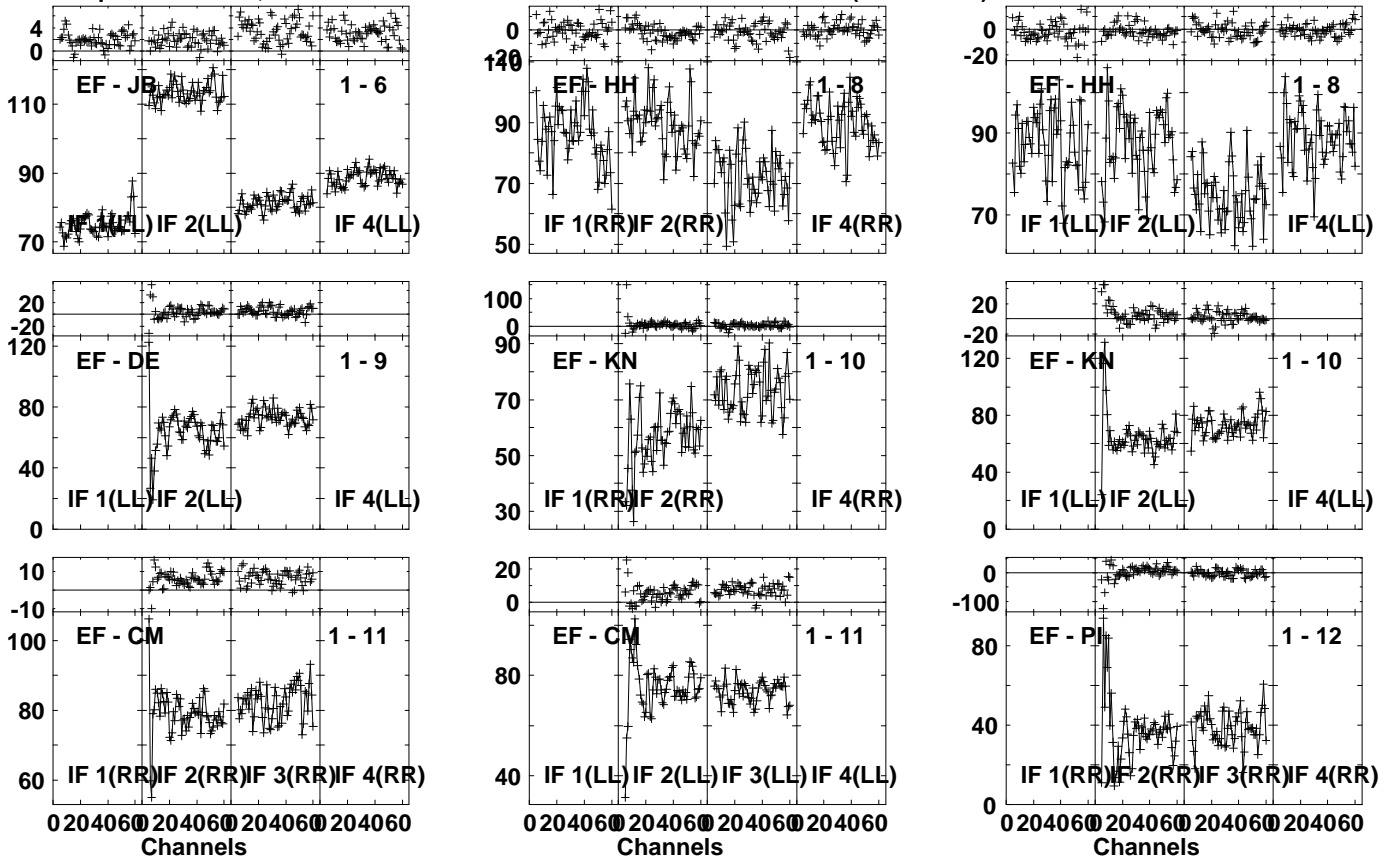 4
0
0
-20
0
-20
EF - JB 1 - 6
110
90
70
IF 1(LL) IF 2(LL) IF 4(LL)
EF - HH 1 - 8
110
90
70
50
IF 1(RR) IF 2(RR) IF 4(RR)
EF - HH 1 - 8
90
70
IF 1(LL) IF 2(LL) IF 4(LL)
20
-20
100
0
20
-20
EF - DE 1 - 9
120
80
40
0
IF 1(LL) IF 2(LL) IF 4(LL)
EF - KN 1 - 10
90
70
50
30
IF 1(RR) IF 2(RR) IF 4(RR)
EF - KN 1 - 10
120
80
40
0
IF 1(LL) IF 2(LL) IF 4(LL)
10
-10
20
0
0
-100
EF - CM 1 - 11
100
80
60
IF 1(RR) IF 2(RR) IF 3(RR) IF 4(RR)
EF - CM 1 - 11
80
40
IF 1(LL) IF 2(LL) IF 3(LL) IF 4(LL)
EF - PI 1 - 12
80
40
0
IF 1(RR) IF 2(RR) IF 3(RR) IF 4(RR)
0 20 40 60 0 20 40 60 0 20 40 60 0 20 40 60
0 20 40 60 0 20 40 60 0 20 40 60 0 20 40 60
0 20 40 60 0 20 40 60 0 20 40 60 0 20 40 60
Channels Channels Channels